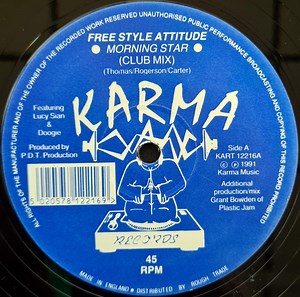 FREE STYLE ATTITUDE
MORNING STAR
(CLUB MIX)
(Thomas/Rogerson/Carter)
KARMA
Featuring
Lucy Sian &
Doogie
Produced by
P.D.T. Production
Side A
KART 12216A
© ℗ 1991
Karma Music
Additional
production/mix
Grant Bowden of
Plastic Jam
5 020578 122169
RECORDS
45
RPM
ALL RIGHTS OF THE MANUFACTURER AND OF THE OWNER OF THE RECORDED WORK RESERVED UNAUTHORISED PUBLIC PERFORMANCE BROADCASTING AND COPYING OF THIS RECORD PROHIBITED
MADE IN ENGLAND • DISTRIBUTED BY ROUGH TRADE